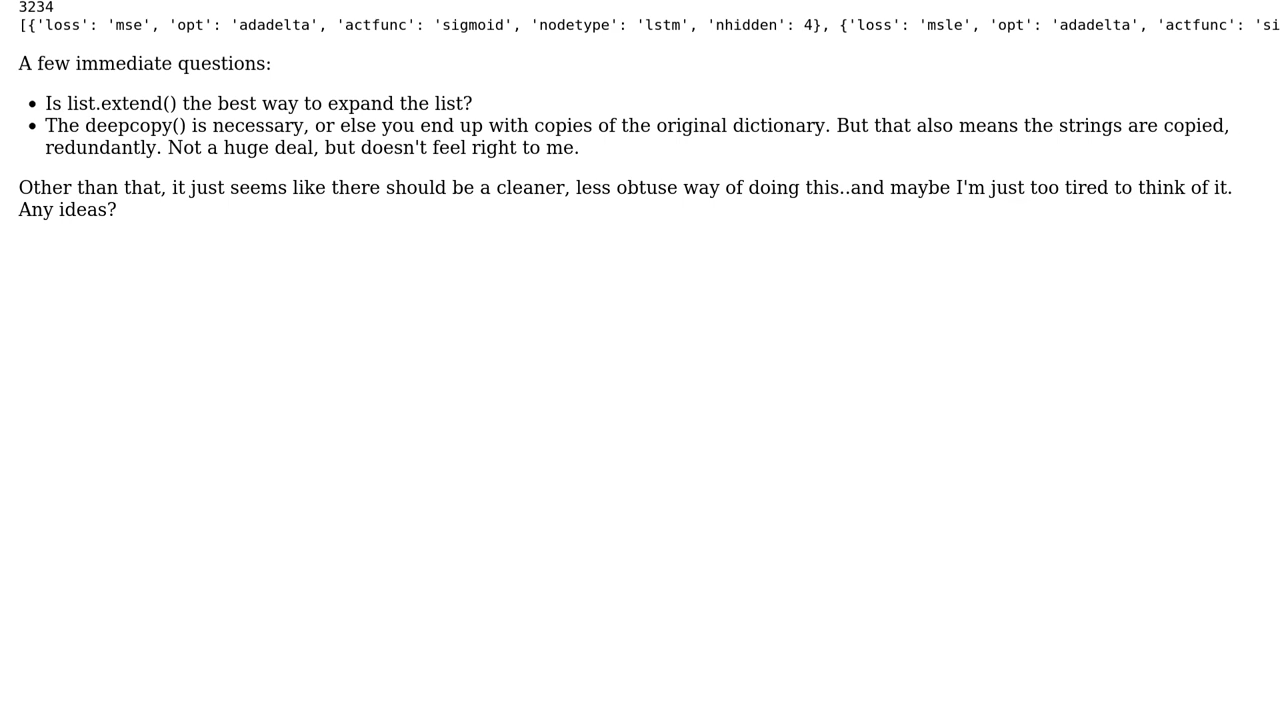 3234
[{'loss': 'mse', 'opt': 'adadelta', 'actfunc': 'sigmoid', 'nodetype': 'lstm', 'nhidden': 4}, {'loss': 'msle', 'opt': 'adadelta', 'actfunc': 'si
A few immediate questions:
• Is list.extend() the best way to expand the list?
• The deepcopy() is necessary, or else you end up with copies of the original dictionary. But that also means the strings are copied,
redundantly. Not a huge deal, but doesn't feel right to me.
Other than that, it just seems like there should be a cleaner, less obtuse way of doing this..and maybe I'm just too tired to think of it.
Any ideas?